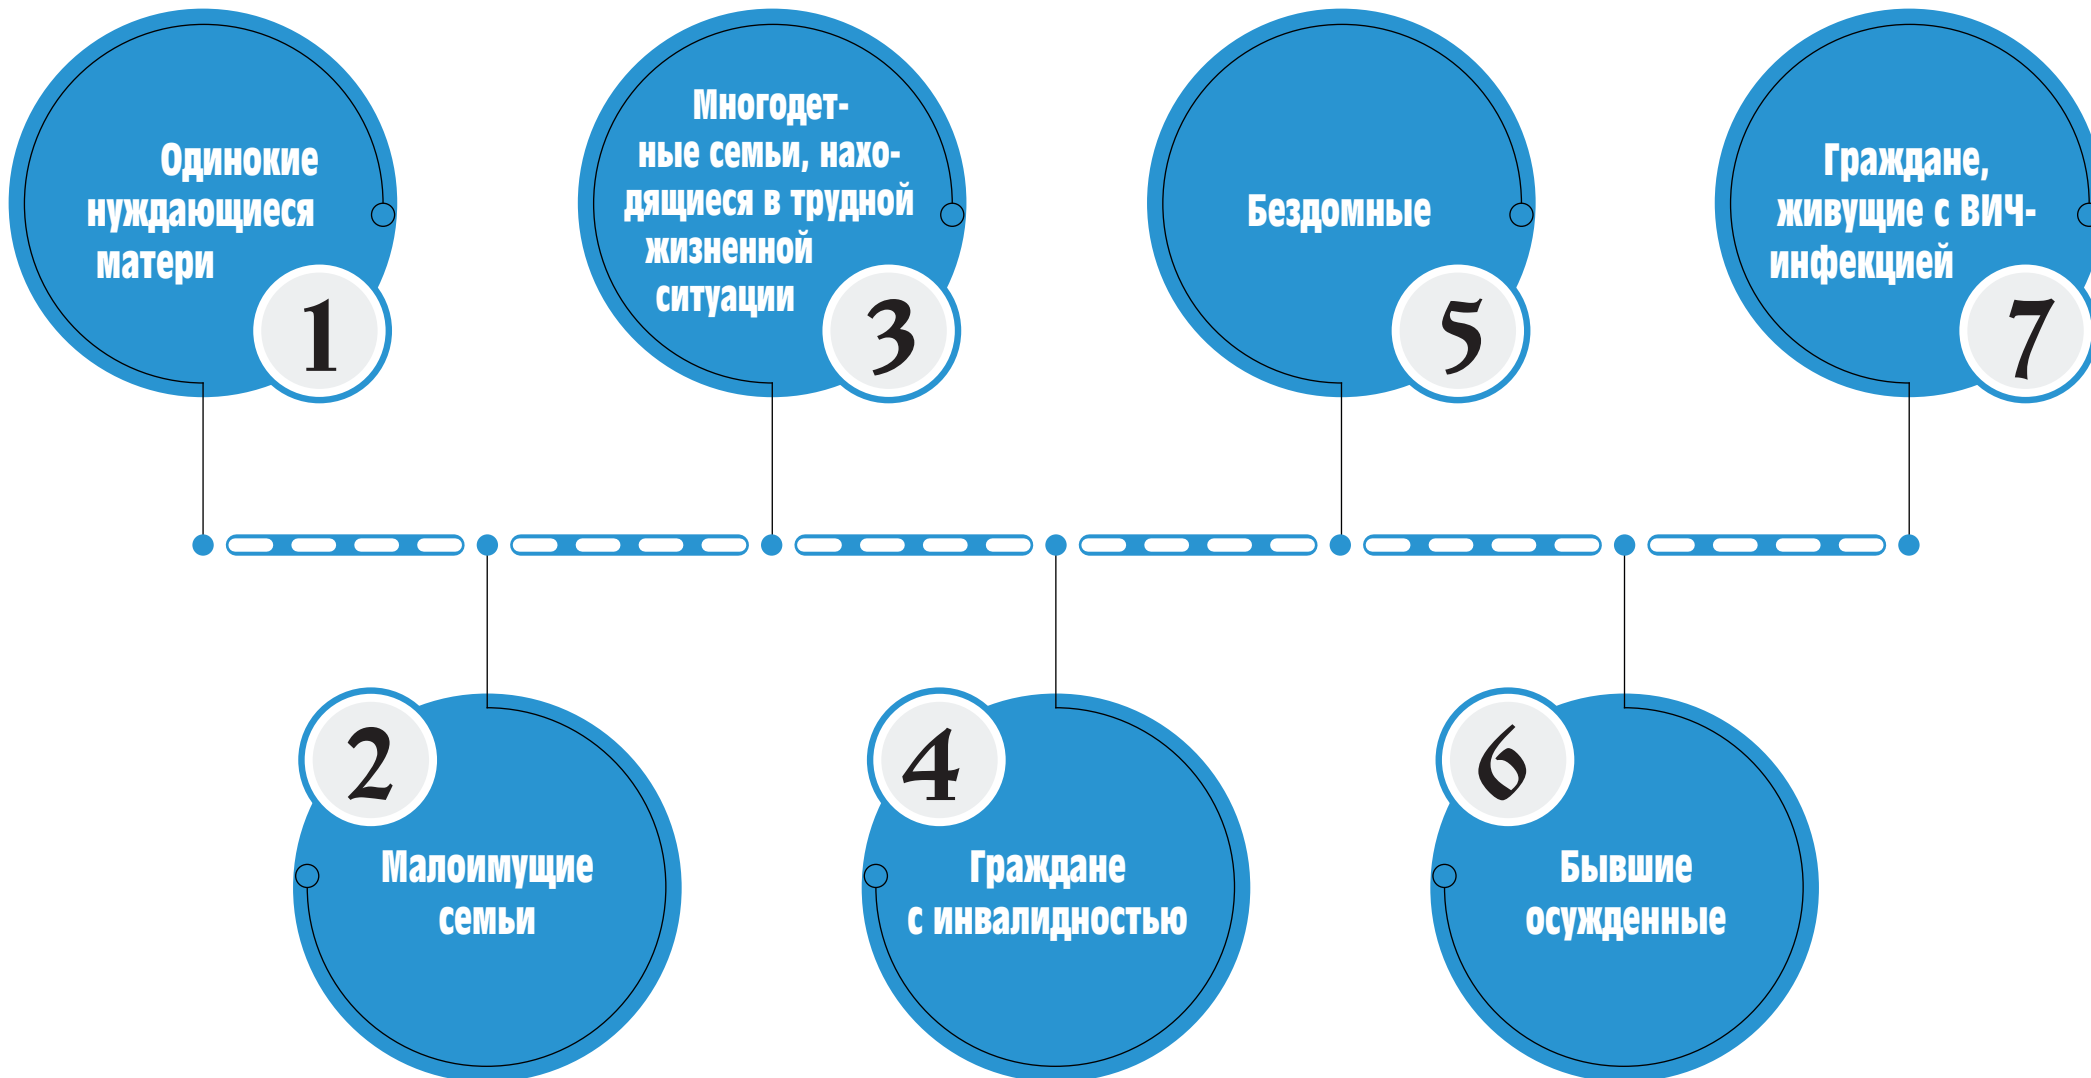 Одинокие
нуждающиеся
матери
1
2
Малоимущие
семьи
Многодет-
ные семьи, нахо-
дящиеся в трудной
жизненной
ситуации
3
4
Граждане
с инвалидностью
Бездомные
5
6
Бывшие
осужденные
Граждане,
живущие с ВИЧ-
инфекцией
7